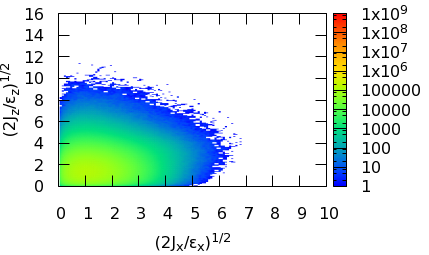 (2J_z/ε_z)^1/2
16
14
12
10
8
6
4
2
0
0 1 2 3 4 5 6 7 8 9 10
(2J_x/ε_x)^1/2
1x10^9
1x10^8
1x10^7
1x10^6
100000
10000
1000
100
10
1